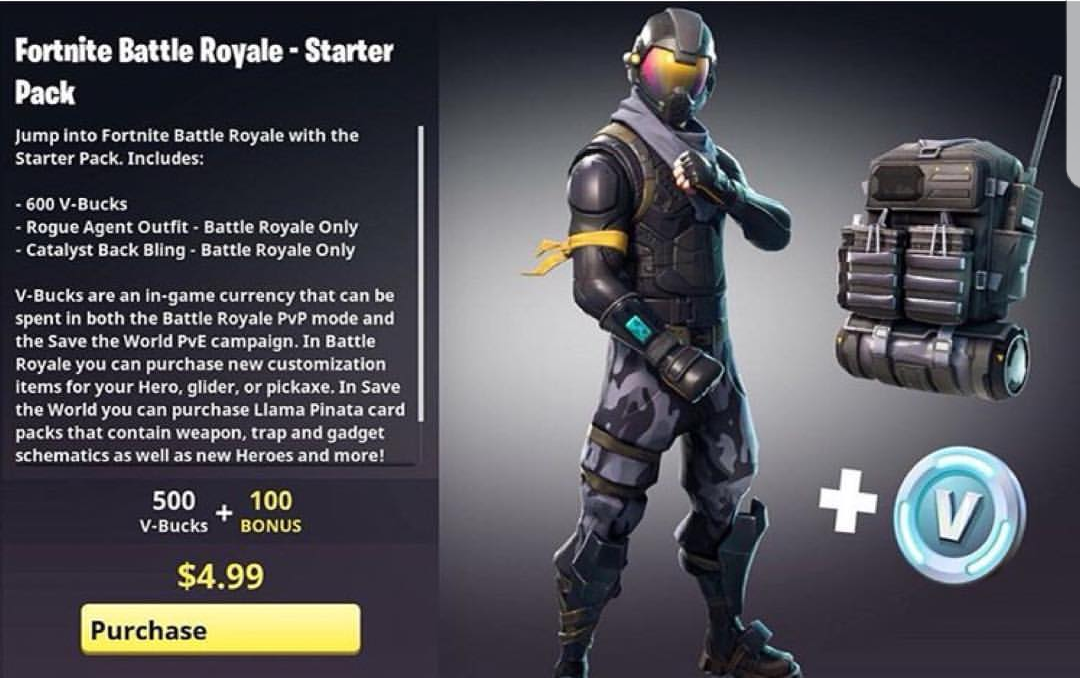 Fortnite Battle Royale - Starter
Pack
Jump into Fortnite Battle Royale with the
Starter Pack. Includes:
- 600 V-Bucks
- Rogue Agent Outfit - Battle Royale Only
- Catalyst Back Bling - Battle Royale Only
V-Bucks are an in-game currency that can be
spent in both the Battle Royale PvP mode and
the Save the World PvE campaign. In Battle
Royale you can purchase new customization
items for your Hero, glider, or pickaxe. In Save
the World you can purchase Llama Pinata card
packs that contain weapon, trap and gadget
schematics as well as new Heroes and more!
500 + 100
V-Bucks BONUS
$4.99
Purchase
V